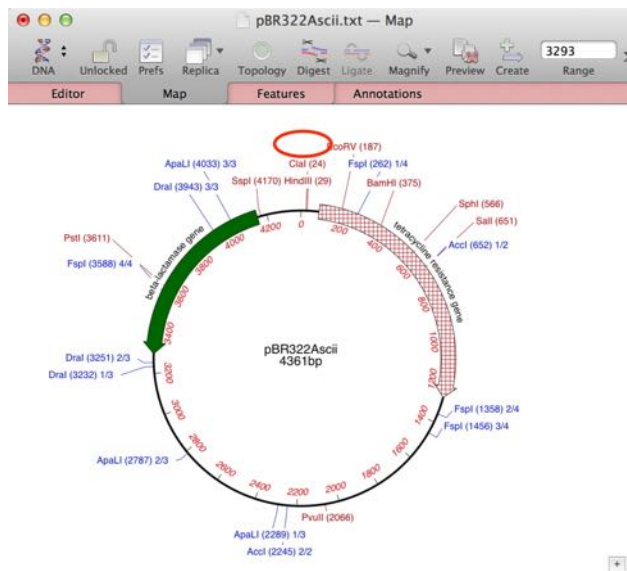 pBR322Ascii.txt — Map
DNA Unlocked Prefs Replica Topology Digest Ligate Magnify Preview Create Range
3293
Editor Map Features Annotations
EcoRV (187)
ApaLI (4033) 3/3
ClaI (24)
FspI (262) 1/4
DraI (3943) 3/3
SspI (4170)
HindIII (29)
BamHI (375)
SphI (566)
SalI (651)
AccI (652) 1/2
PstI (3611)
FspI (3588) 4/4
beta-lactamase gene
tetracycline resistance gene
0
200
400
600
800
1000
1200
1400
1600
1800
2000
2200
2400
2600
2800
3000
3200
3400
3600
3800
4000
4200
pBR322Ascii
4361bp
DraI (3251) 2/3
DraI (3232) 1/3
FspI (1358) 2/4
FspI (1456) 3/4
ApaLI (2787) 2/3
PvuII (2066)
ApaLI (2289) 1/3
AccI (2245) 2/2